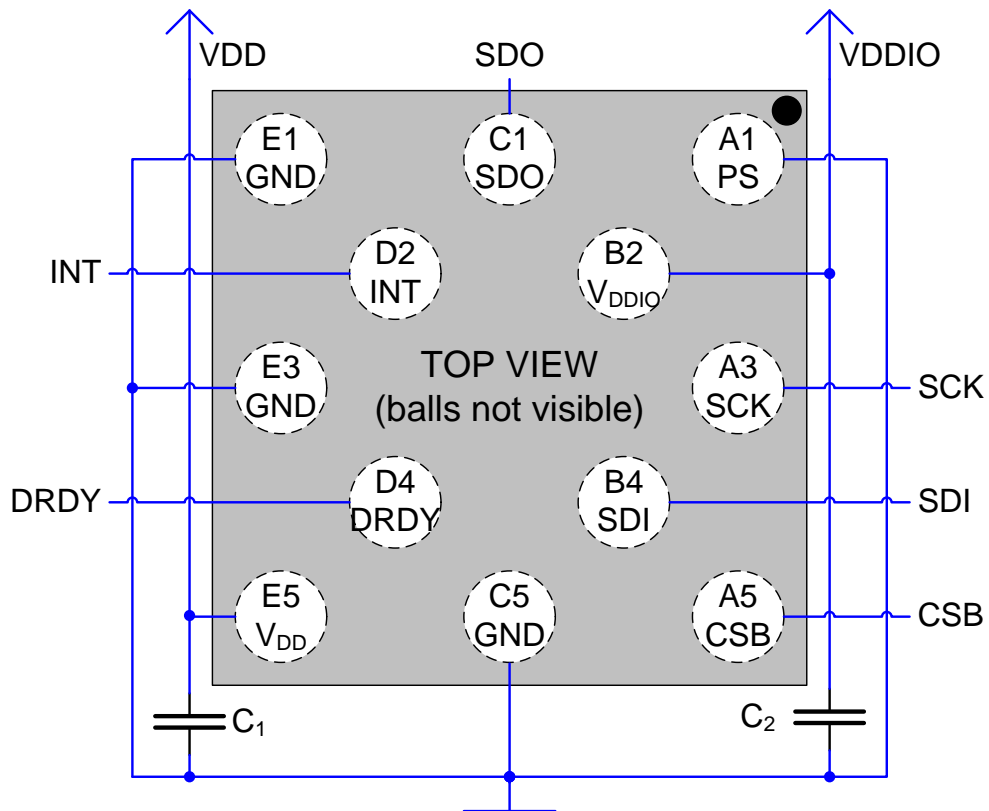 VDD
SDO
VDDIO
E1
GND
C1
SDO
A1
PS
INT
D2
INT
B2
VDDIO
E3
GND
TOP VIEW
(balls not visible)
A3
SCK
SCK
DRDY
D4
DRDY
B4
SDI
SDI
E5
VDD
C5
GND
A5
CSB
CSB
C1
C2